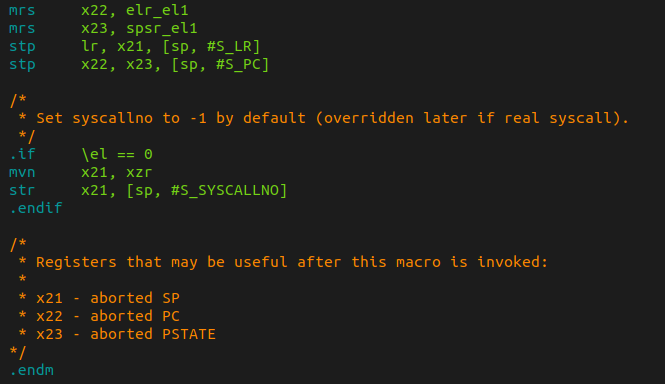 mrs     x22, elr_el1
mrs     x23, spsr_el1
stp     lr, x21, [sp, #S_LR]
stp     x22, x23, [sp, #S_PC]

/*
 * Set syscallno to -1 by default (overridden later if real syscall).
 */
.if     \el == 0
mvn     x21, xzr
str     x21, [sp, #S_SYSCALLNO]
.endif

/*
 * Registers that may be useful after this macro is invoked:
 *
 * x21 - aborted SP
 * x22 - aborted PC
 * x23 - aborted PSTATE
*/
.endm